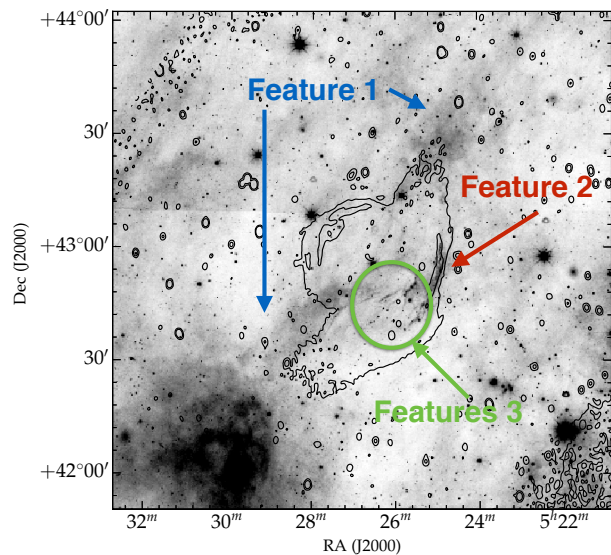 +44°00′
Feature 1
30′
Feature 2
+43°00′
Dec (J2000)
30′
Features 3
+42°00′
32ᵐ 30ᵐ 28ᵐ 26ᵐ 24ᵐ 5ʰ22ᵐ
RA (J2000)